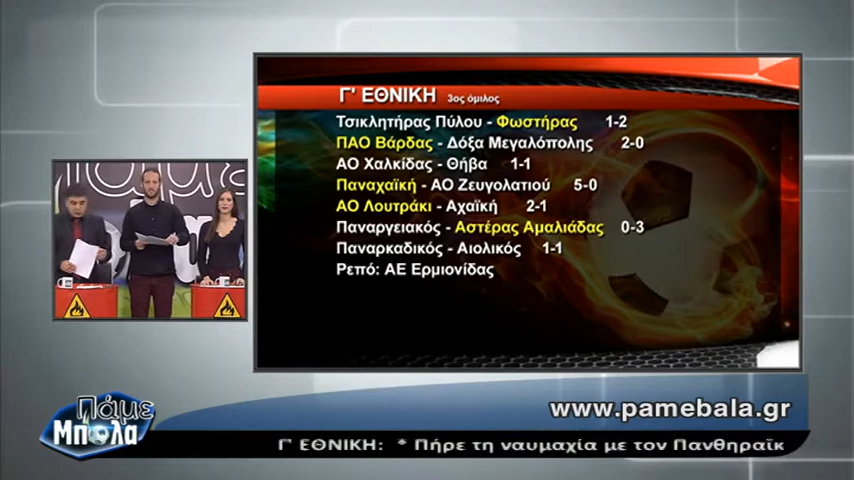 Γ' ΕΘΝΙΚΗ 3ος όμιλος
Τσικλητήρας Πύλου - Φωστήρας 1-2
ΠΑΟ Βάρδας - Δόξα Μεγαλόπολης 2-0
ΑΟ Χαλκίδας - Θήβα 1-1
Παναχαϊκή - ΑΟ Ζευγολατιού 5-0
ΑΟ Λουτράκι - Αχαϊκή 2-1
Παναργειακός - Αστέρας Αμαλιάδας 0-3
Παναρκαδικός - Αιολικός 1-1
Ρεπό: ΑΕ Ερμιονίδας
www.pamebala.gr
Πάμε
Μπάλα
Γ' ΕΘΝΙΚΗ: * Πήρε τη ναυμαχία με τον Πανθηραϊκ